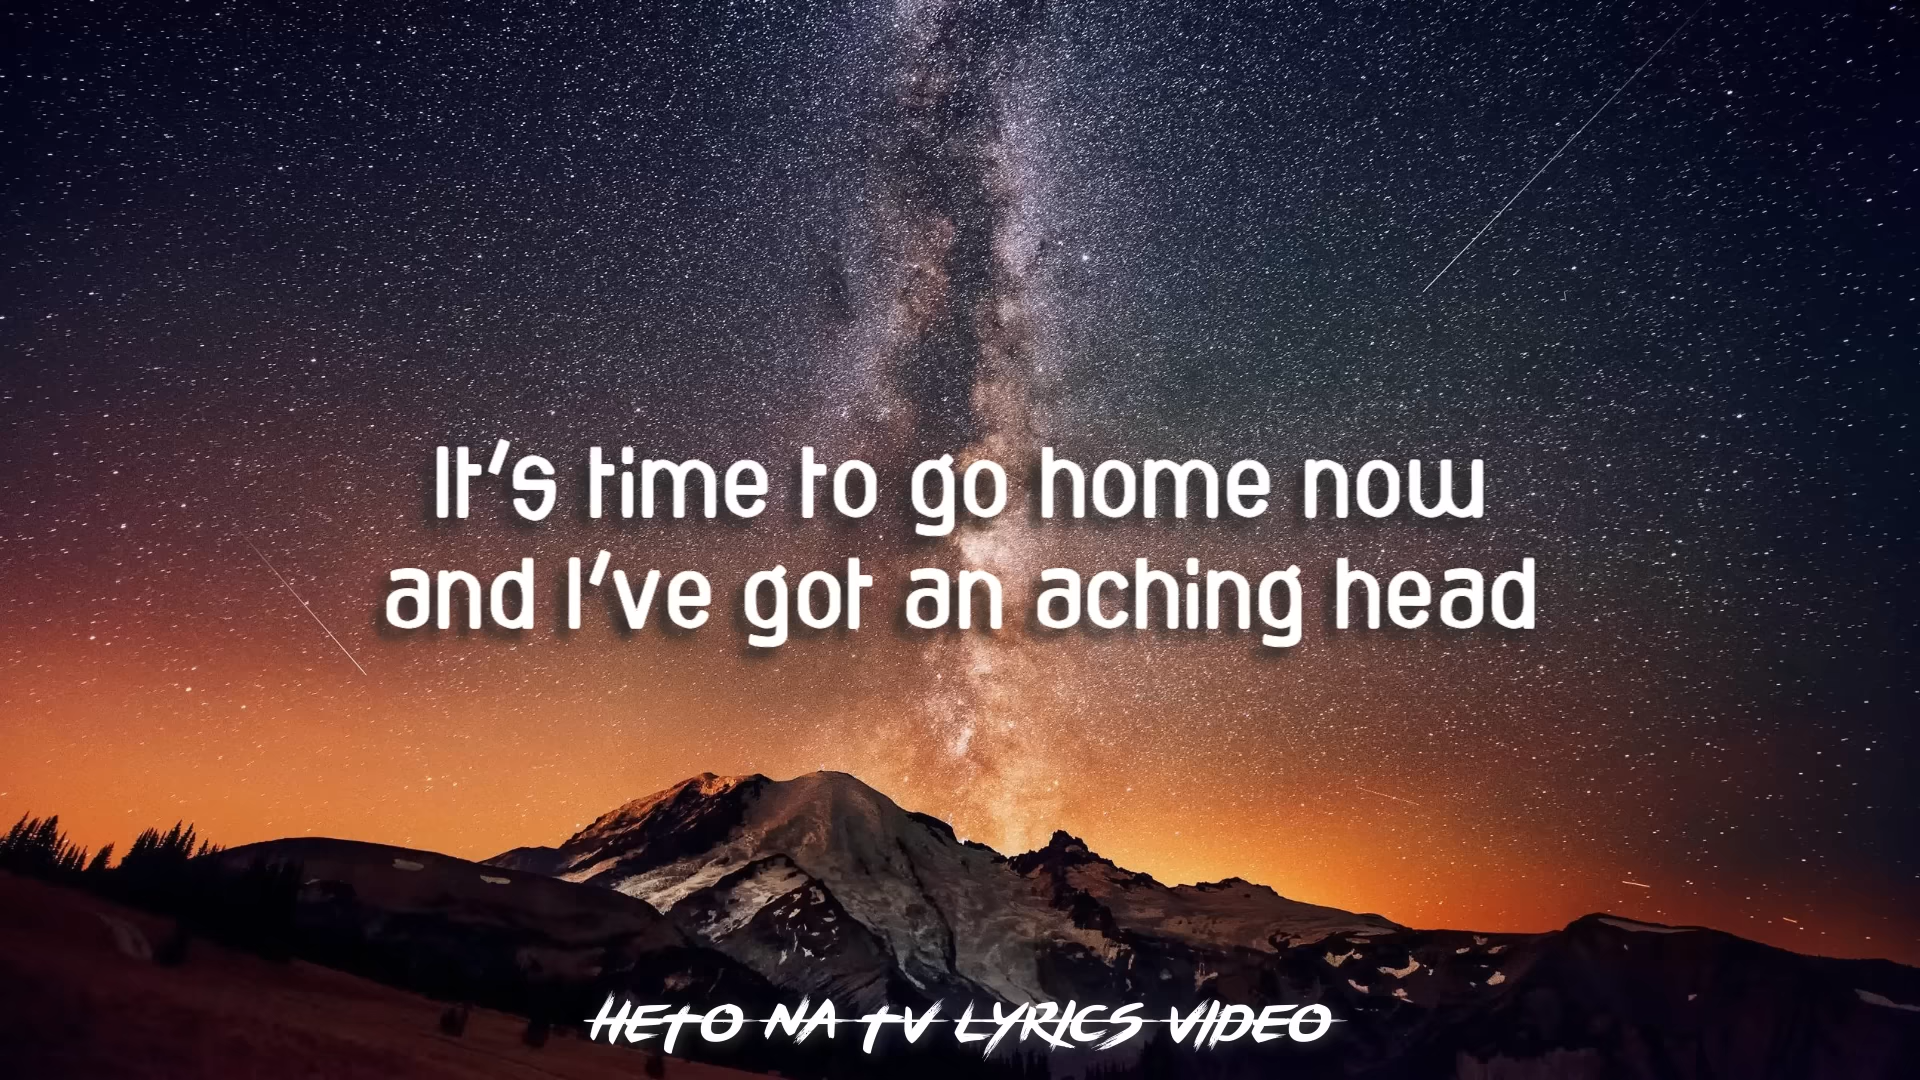 It's time to go home now
and I've got an aching head
HETO NA TV LYRICS VIDEO